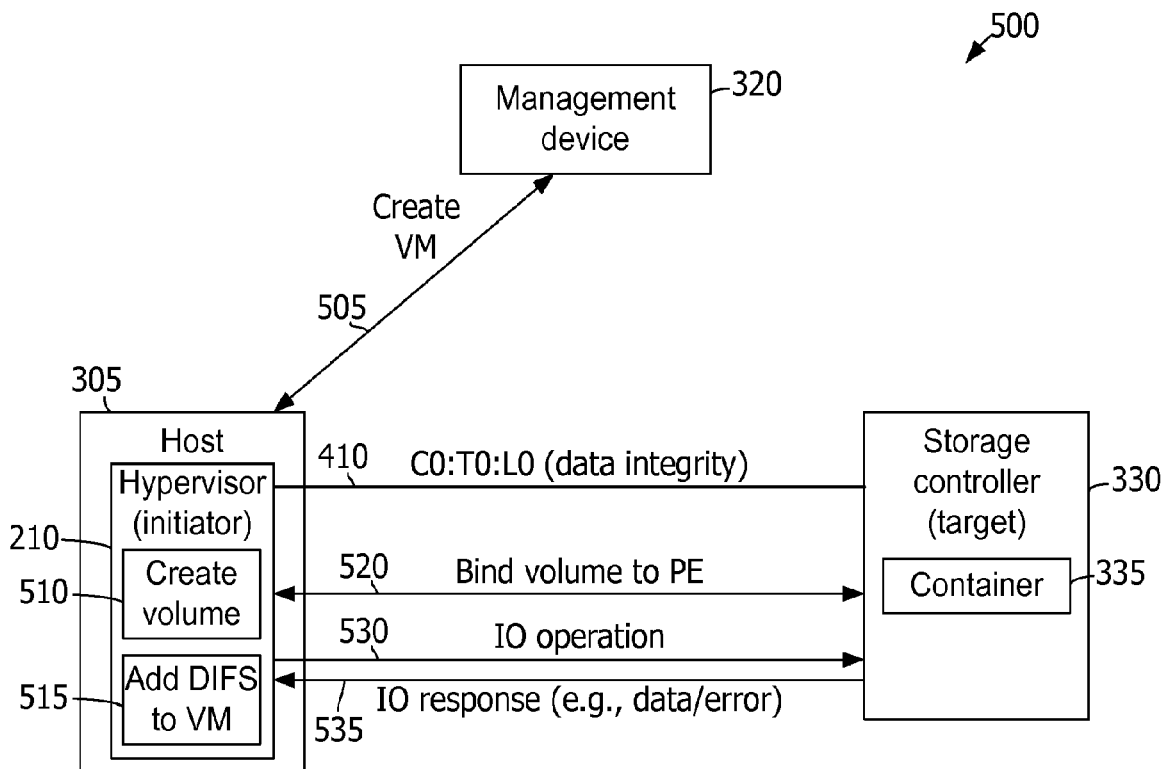 500
Management
device
320
Create
VM
505
305
Host
Hypervisor
(initiator)
210
Create
volume
510
Add DIFS
to VM
515
410
C0:T0:L0 (data integrity)
520
Bind volume to PE
530
IO operation
IO response (e.g., data/error)
535
Storage
controller
(target)
330
Container
335